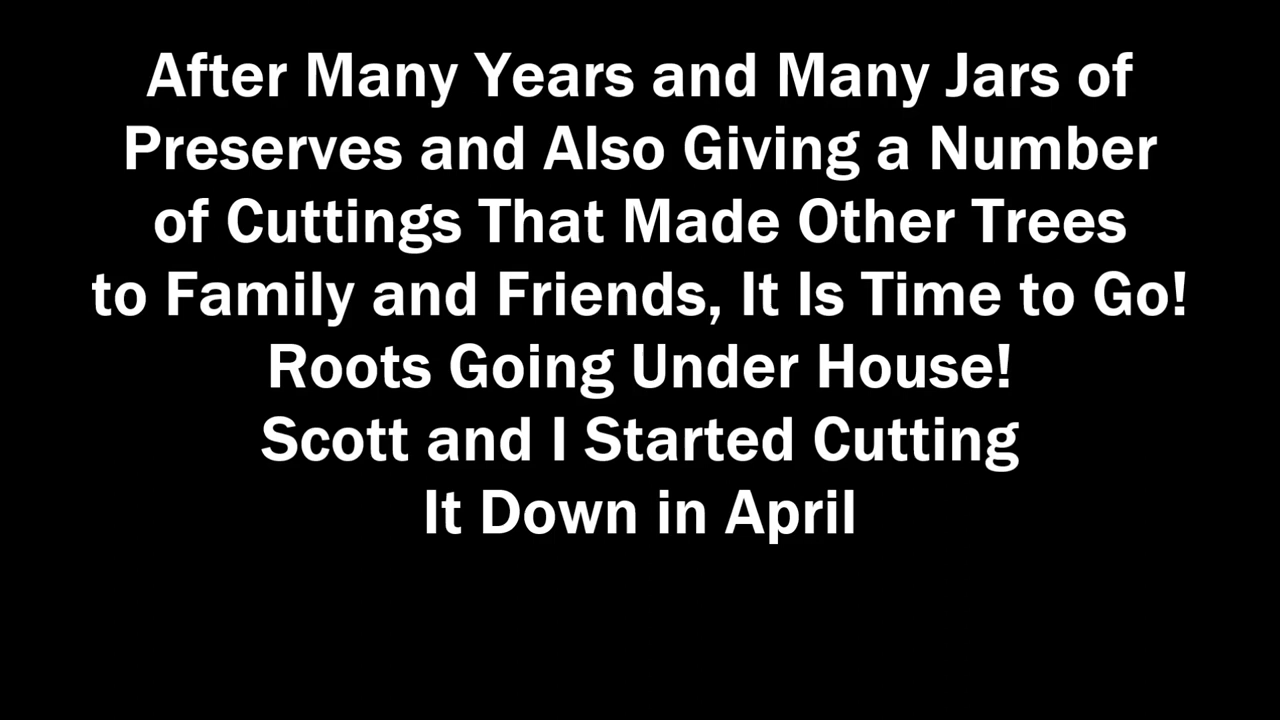 After Many Years and Many Jars of
Preserves and Also Giving a Number
of Cuttings That Made Other Trees
to Family and Friends, It Is Time to Go!
Roots Going Under House!
Scott and I Started Cutting
It Down in April